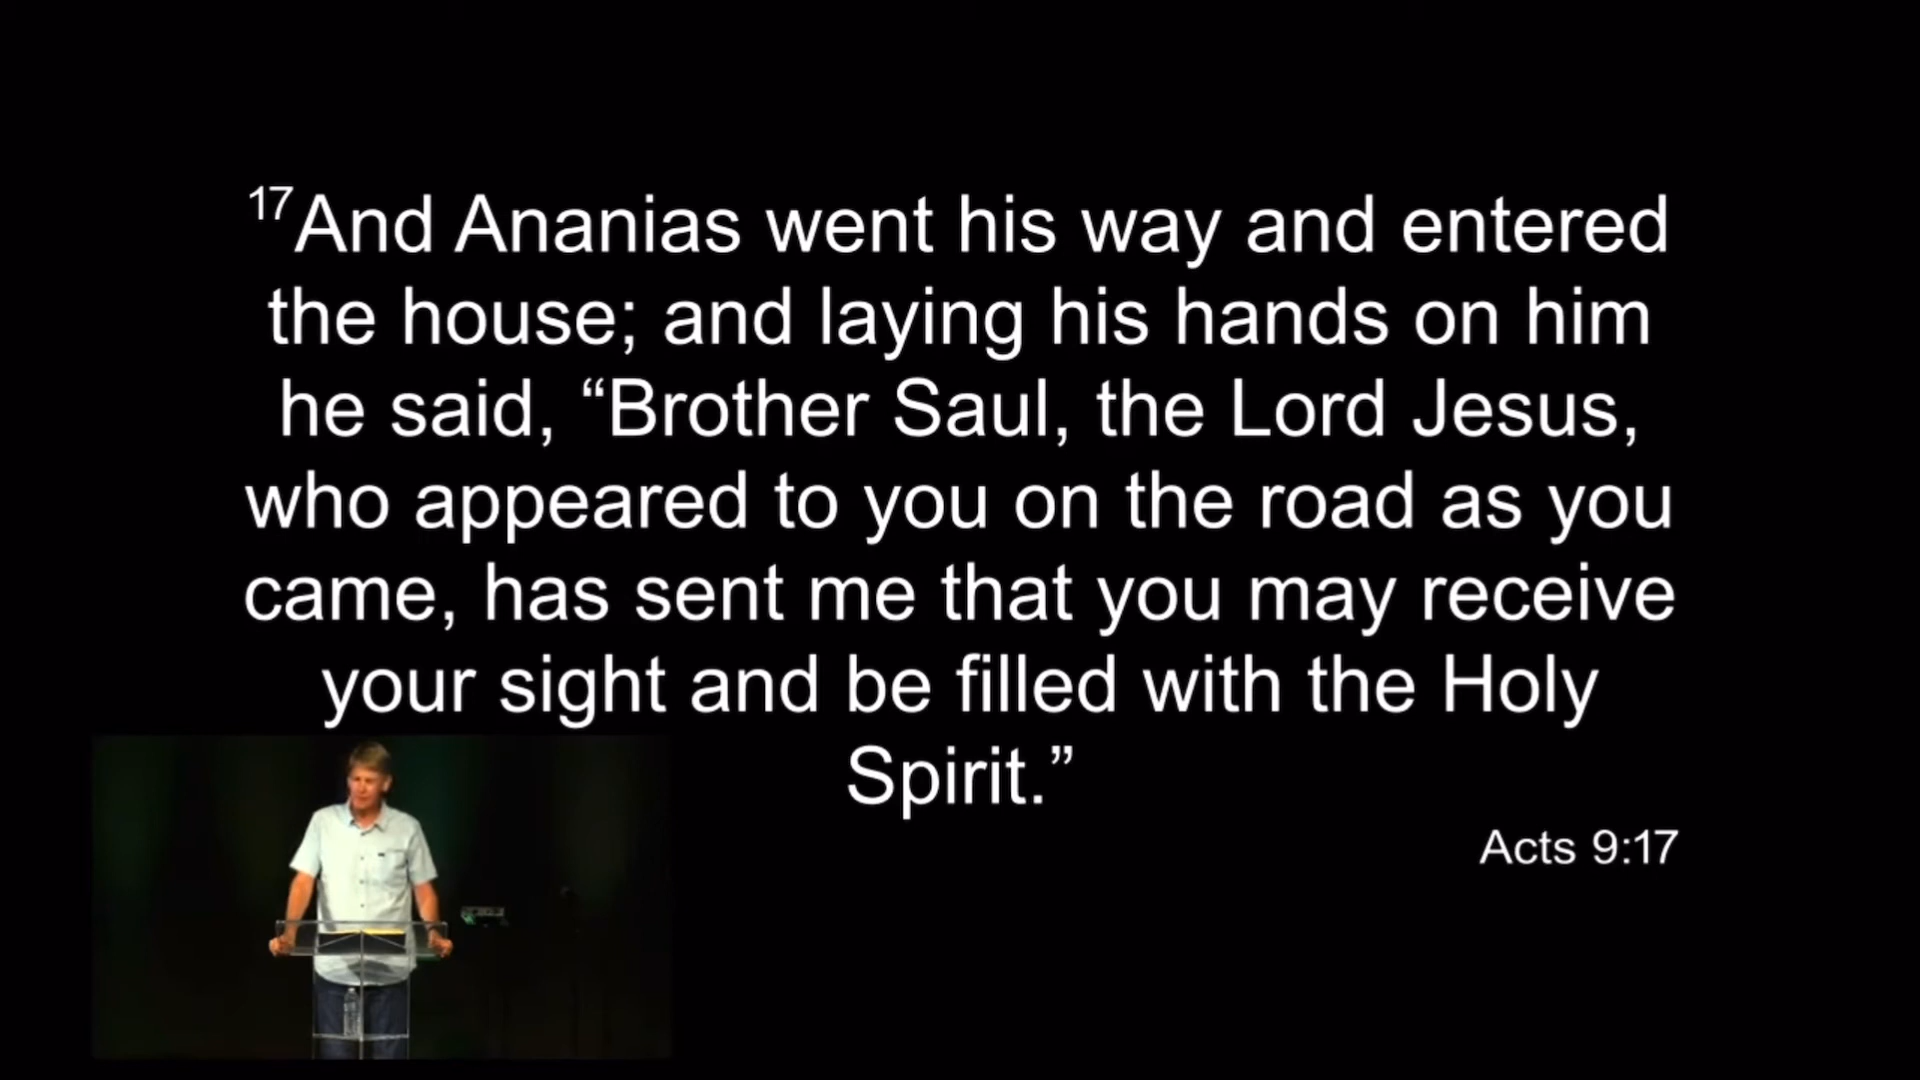 17And Ananias went his way and entered
the house; and laying his hands on him
he said, “Brother Saul, the Lord Jesus,
who appeared to you on the road as you
came, has sent me that you may receive
your sight and be filled with the Holy
Spirit.”
Acts 9:17